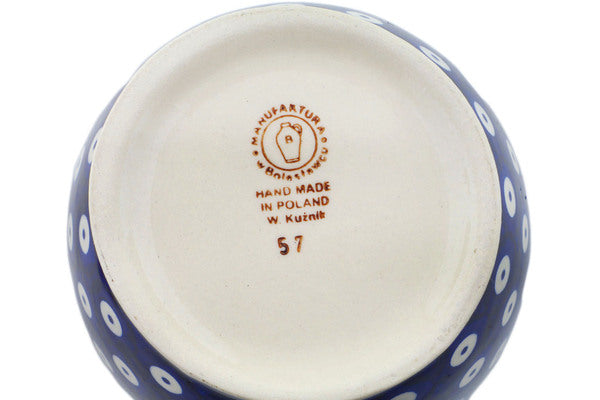 MANUFAKTURA
w Bolesławcu
B
HAND MADE
IN POLAND
W. Kuźnik
57